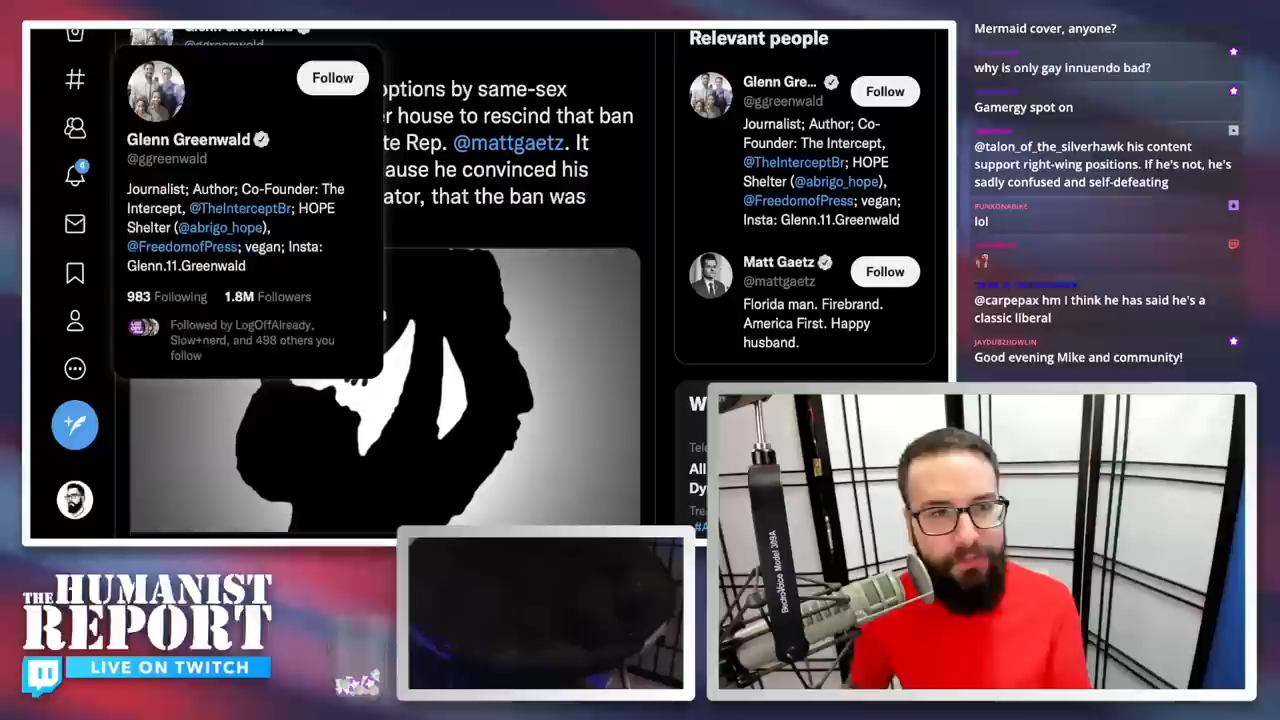 Glenn Greenwald
@ggreenwald
Follow
Glenn Greenwald
@ggreenwald
Journalist; Author; Co-Founder: The
Intercept, @TheInterceptBr; HOPE
Shelter (@abrigo_hope),
@FreedomofPress; vegan; Insta:
Glenn.11.Greenwald
983 Following 1.8M Followers
Followed by LogOffAlready,
Slow+nerd, and 498 others you
follow
4
options by same-sex
house to rescind that ban
Rep. @mattgaetz. It
he convinced his
that the ban was
Relevant people
Glenn Gre...
@ggreenwald
Follow
Journalist; Author; Co-
Founder: The Intercept,
@TheInterceptBr; HOPE
Shelter (@abrigo_hope),
@FreedomofPress; vegan;
Insta: Glenn.11.Greenwald
Matt Gaetz
@mattgaetz
Follow
Florida man. Firebrand.
America First. Happy
husband.
Mermaid cover, anyone?
why is only gay innuendo bad?
Gamergy spot on
@talon_of_the_silverhawk his content
support right-wing positions. If he's not, he's
sadly confused and self-defeating
PUNKONABIKE
lol
@carpepax hm I think he has said he's a
classic liberal
JAYDUBZHOWLIN
Good evening Mike and community!
ElectroVoice Model 309A
THE HUMANIST
REPORT
LIVE ON TWITCH